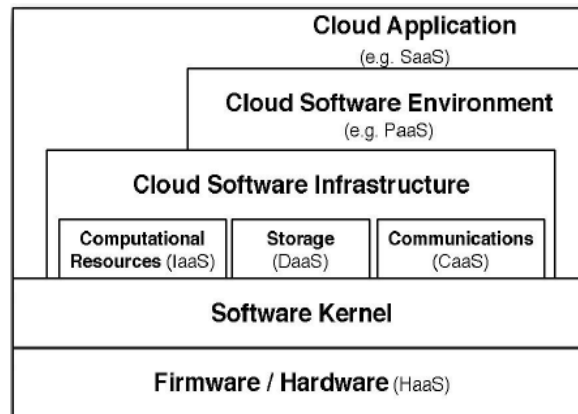 Cloud Application
(e.g. SaaS)
Cloud Software Environment
(e.g. PaaS)
Cloud Software Infrastructure
Computational
Resources (IaaS)
Storage
(DaaS)
Communications
(CaaS)
Software Kernel
Firmware / Hardware (HaaS)